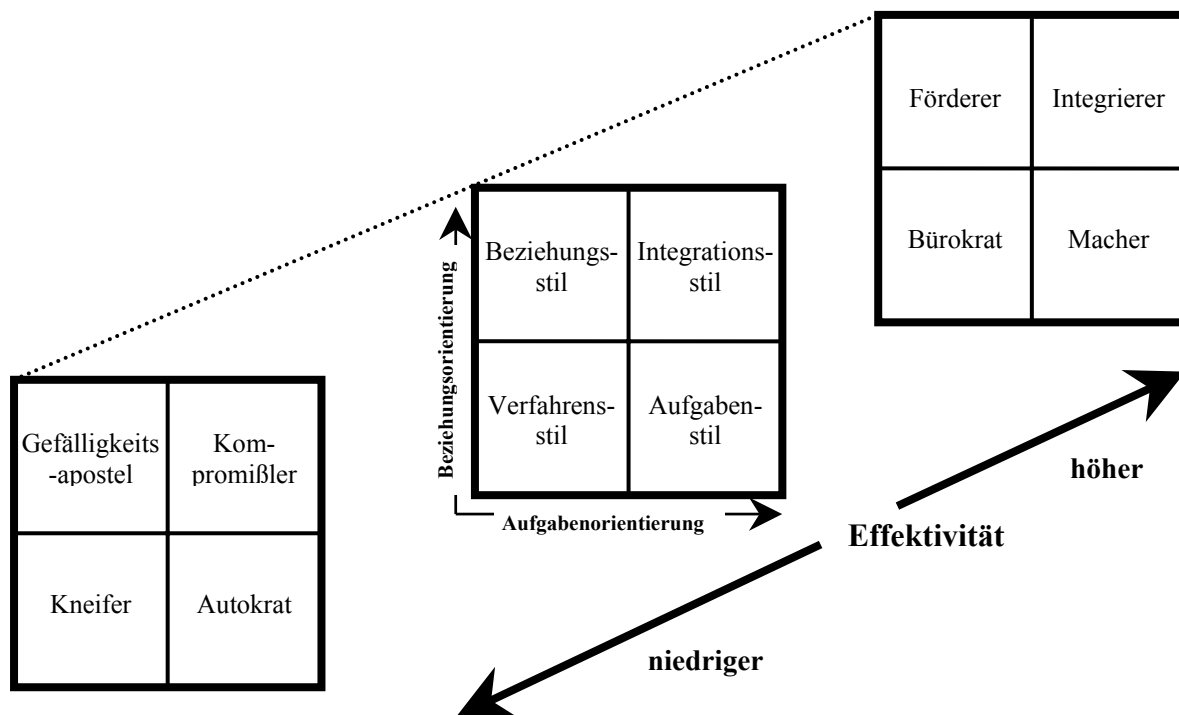 Förderer
Integrierer
Bürokrat
Macher
Beziehungs-
stil
Integrations-
stil
Verfahrens-
stil
Aufgaben-
stil
Beziehungsorientierung
Aufgabenorientierung
Gefälligkeits
-apostel
Kom-
promißler
Kneifer
Autokrat
höher
Effektivität
niedriger